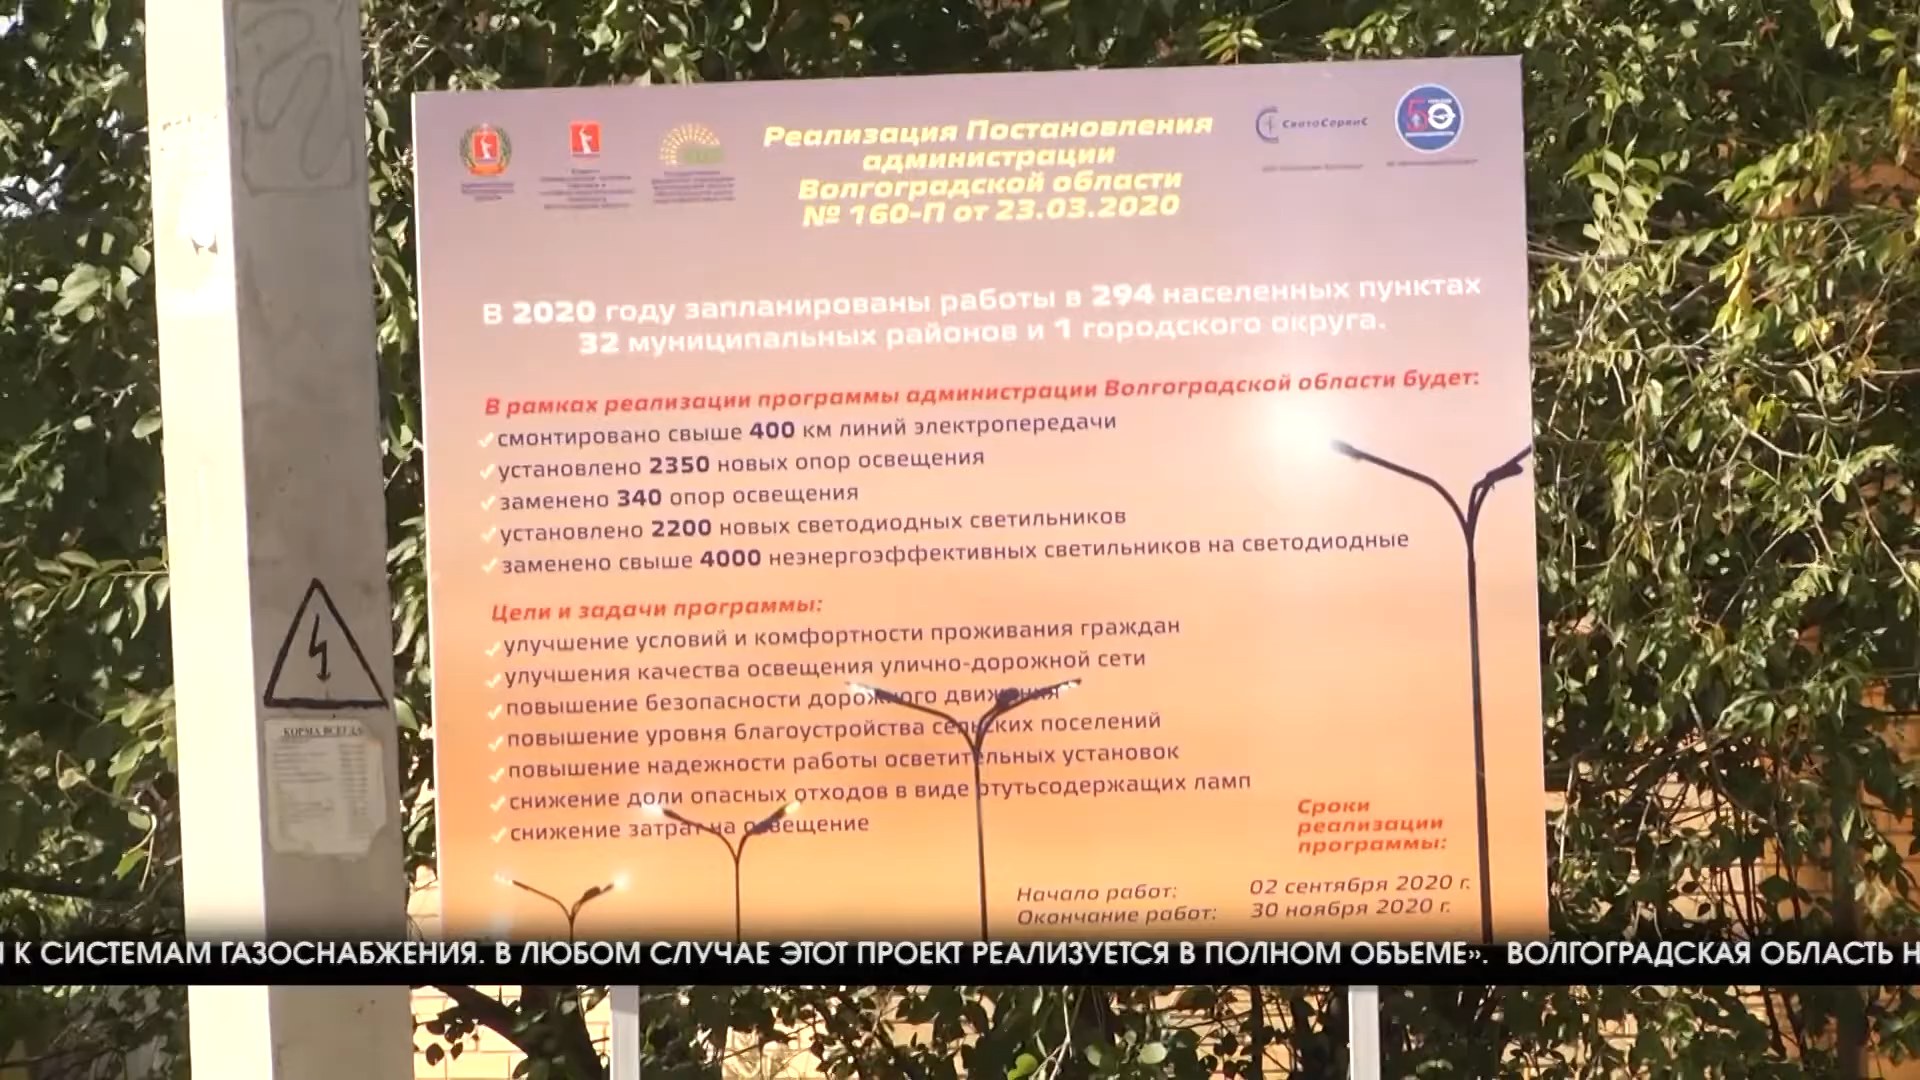 Реализация Постановления
администрации
Волгоградской области
№ 160-П от 23.03.2020
СветоСервис
В 2020 году запланированы работы в 294 населенных пунктах
32 муниципальных районов и 1 городского округа.
В рамках реализации программы администрации Волгоградской области будет:
смонтировано свыше 400 км линий электропередачи
установлено 2350 новых опор освещения
заменено 340 опор освещения
установлено 2200 новых светодиодных светильников
заменено свыше 4000 неэнергоэффективных светильников на светодиодные
Цели и задачи программы:
улучшение условий и комфортности проживания граждан
улучшения качества освещения улично-дорожной сети
повышение безопасности дорожного движения
повышение уровня благоустройства сельских поселений
повышение надежности работы осветительных установок
снижение доли опасных отходов в виде ртутьсодержащих ламп
снижение затрат на освещение
Сроки
реализации
программы:
Начало работ: 02 сентября 2020 г.
Окончание работ: 30 ноября 2020 г.
КОРМА ВСЕГДА
К СИСТЕМАМ ГАЗОСНАБЖЕНИЯ. В ЛЮБОМ СЛУЧАЕ ЭТОТ ПРОЕКТ РЕАЛИЗУЕТСЯ В ПОЛНОМ ОБЪЕМЕ». ВОЛГОГРАДСКАЯ ОБЛАСТЬ Н